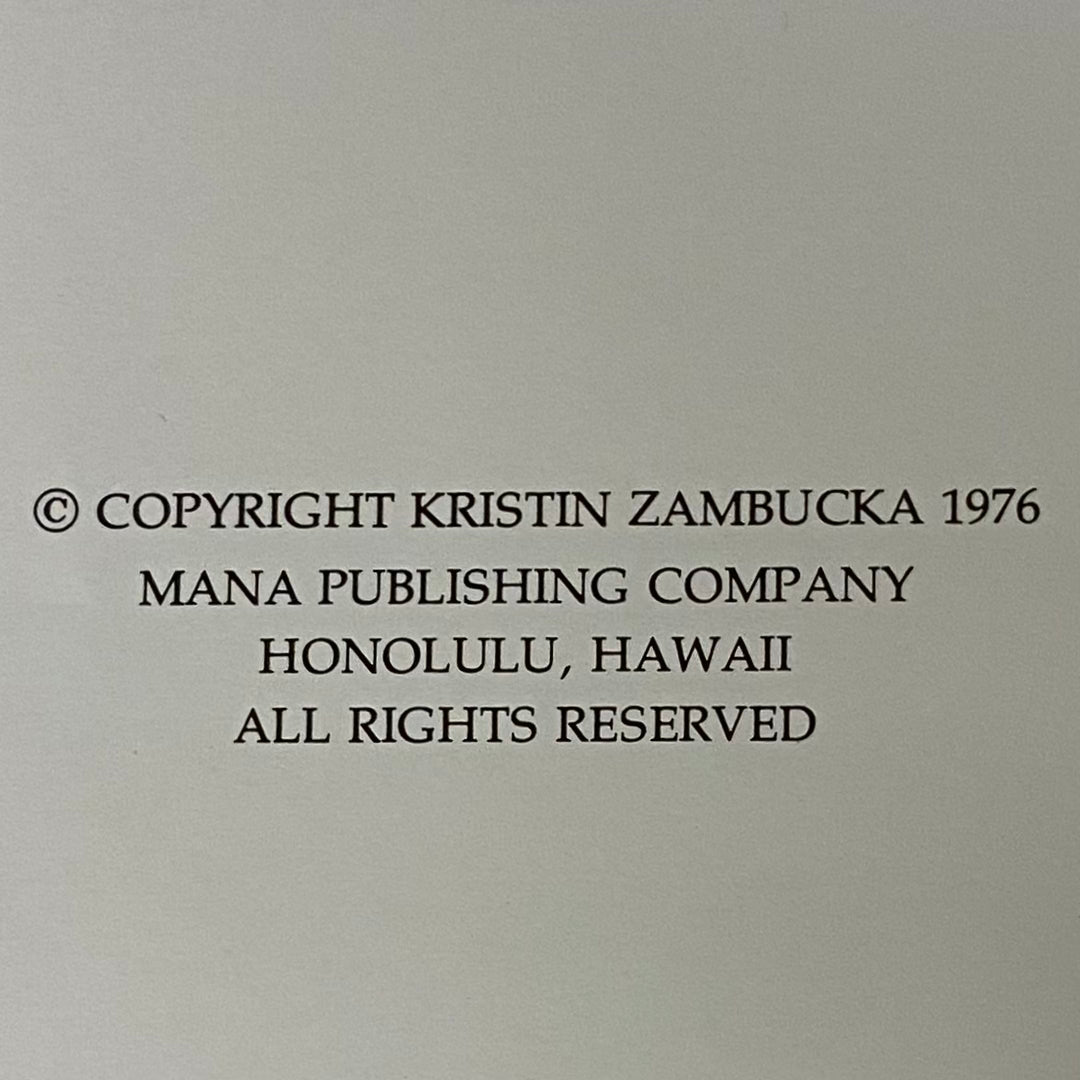 © COPYRIGHT KRISTIN ZAMBUCKA 1976
MANA PUBLISHING COMPANY
HONOLULU, HAWAII
ALL RIGHTS RESERVED